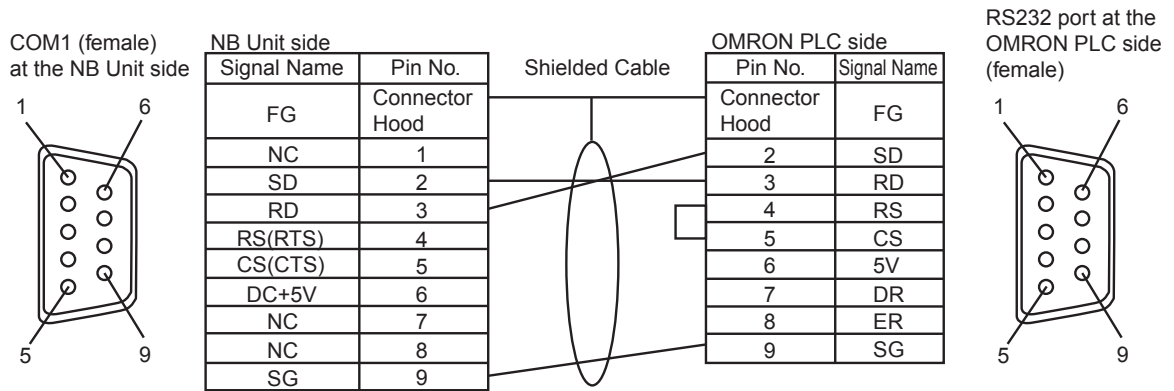 COM1 (female)
at the NB Unit side
1
6
5
9
NB Unit side
Signal Name Pin No.
FG Connector Hood
NC 1
SD 2
RD 3
RS(RTS) 4
CS(CTS) 5
DC+5V 6
NC 7
NC 8
SG 9
Shielded Cable
OMRON PLC side
Pin No. Signal Name
Connector Hood FG
2 SD
3 RD
4 RS
5 CS
6 5V
7 DR
8 ER
9 SG
RS232 port at the
OMRON PLC side
(female)
1
6
5
9